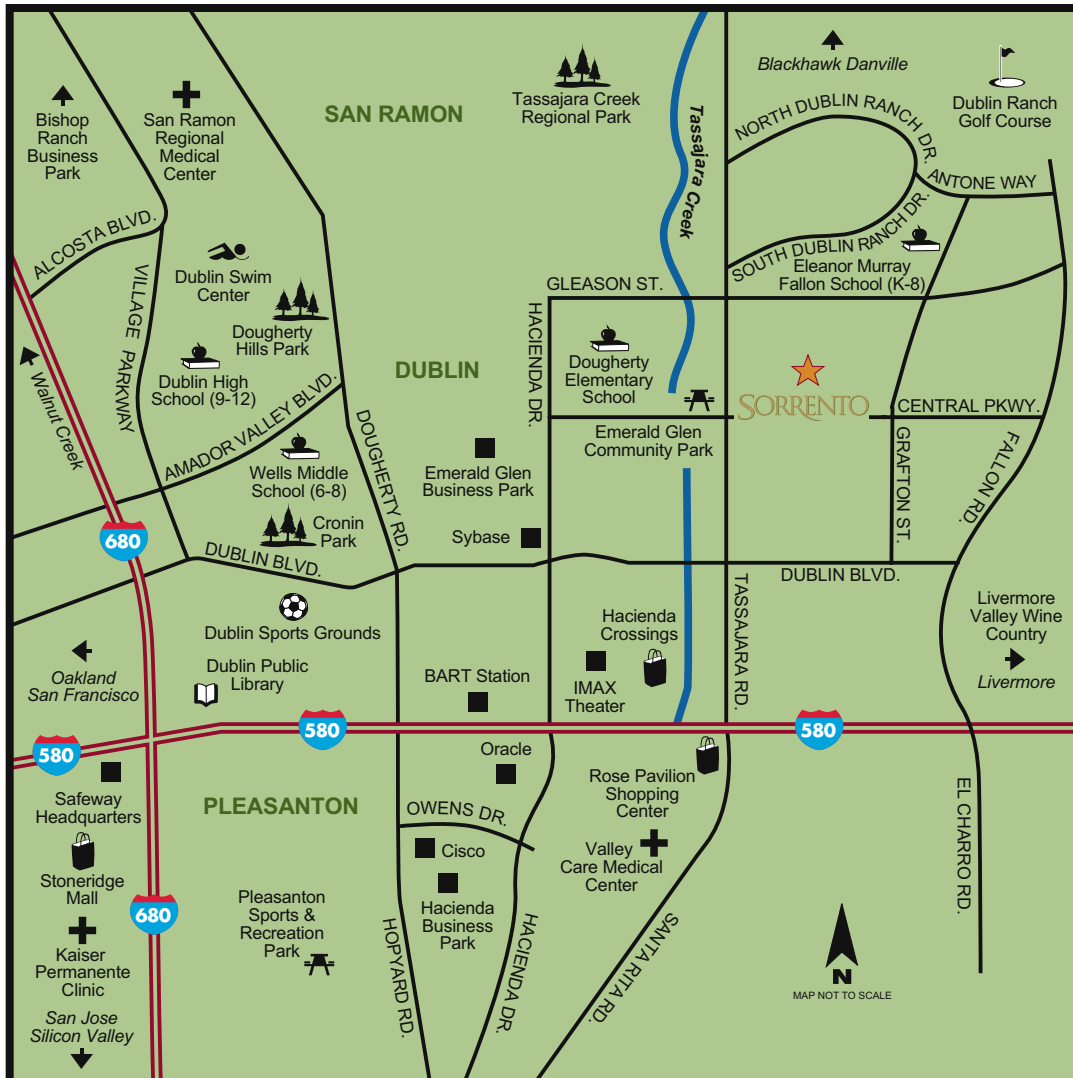 Blackhawk Danville
Dublin Ranch
Golf Course
Bishop
Ranch
Business
Park
San Ramon
Regional
Medical
Center
SAN RAMON
Tassajara Creek
Regional Park
Tassajara Creek
NORTH DUBLIN RANCH DR.
ANTONE WAY
ALCOSTA BLVD.
VILLAGE PARKWAY
Dublin Swim
Center
SOUTH DUBLIN RANCH DR.
Eleanor Murray
Fallon School (K-8)
GLEASON ST.
HACIENDA DR.
Dougherty
Hills Park
Dublin High
School (9-12)
DUBLIN
Dougherty
Elementary
School
SORRENTO
CENTRAL PKWY.
Walnut Creek
AMADOR VALLEY BLVD.
DOUGHERTY RD.
Emerald Glen
Community Park
GRAFTON ST.
FALLON RD.
Wells Middle
School (6-8)
Emerald Glen
Business Park
Cronin
Park
Sybase
680
DUBLIN BLVD.
DUBLIN BLVD.
TASSAJARA RD.
Dublin Sports Grounds
Hacienda
Crossings
Livermore
Valley Wine
Country
Livermore
Oakland
San Francisco
Dublin Public
Library
BART Station
IMAX
Theater
580
580
580
Safeway
Headquarters
PLEASANTON
Oracle
Rose Pavilion
Shopping
Center
OWENS DR.
EL CHARRO RD.
Stoneridge
Mall
Cisco
Valley
Care Medical
Center
Hacienda
Business
Park
680
Pleasanton
Sports &
Recreation
Park
HOPYARD RD.
HACIENDA DR.
SANTA RITA RD.
Kaiser
Permanente
Clinic
N
MAP NOT TO SCALE
San Jose
Silicon Valley